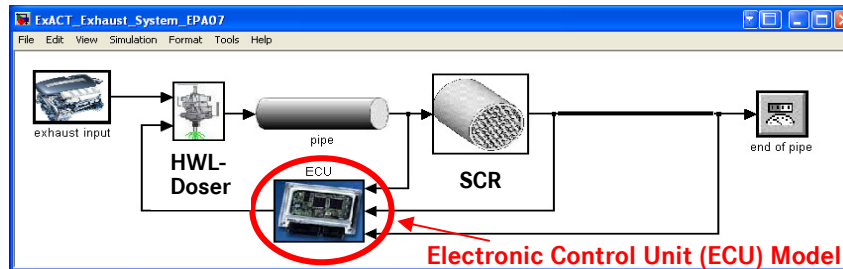 ExACT_Exhaust_System_EPA07
File Edit View Simulation Format Tools Help
exhaust input
HWL-
Doser
pipe
ECU
SCR
end of pipe
Electronic Control Unit (ECU) Model